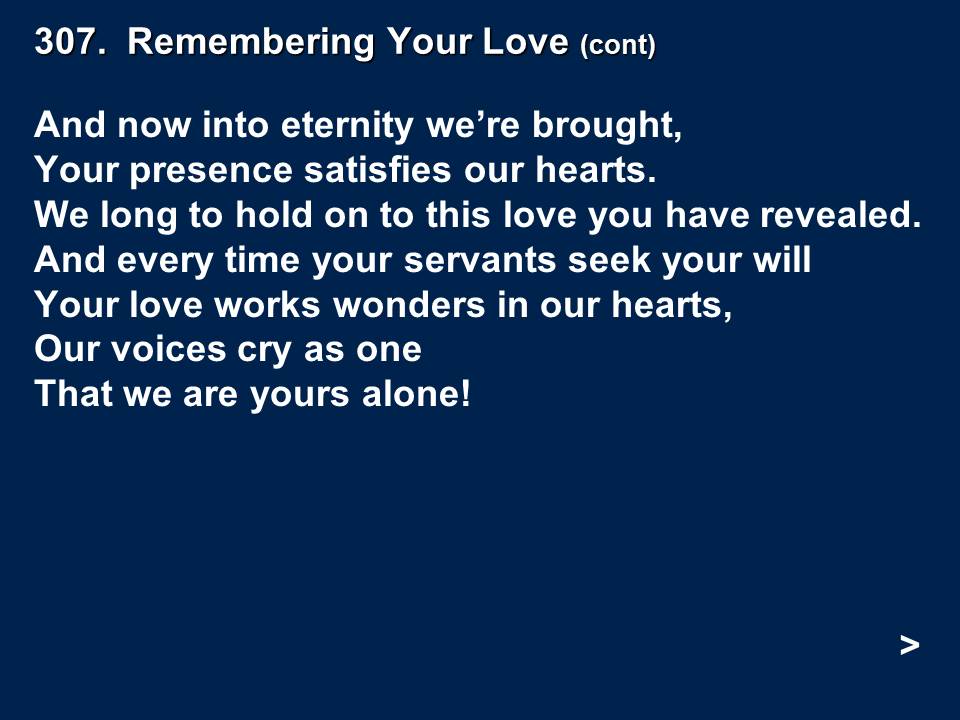 307.  Remembering Your Love (cont)
And now into eternity we’re brought,
Your presence satisfies our hearts.
We long to hold on to this love you have revealed.
And every time your servants seek your will
Your love works wonders in our hearts,
Our voices cry as one
That we are yours alone!
>